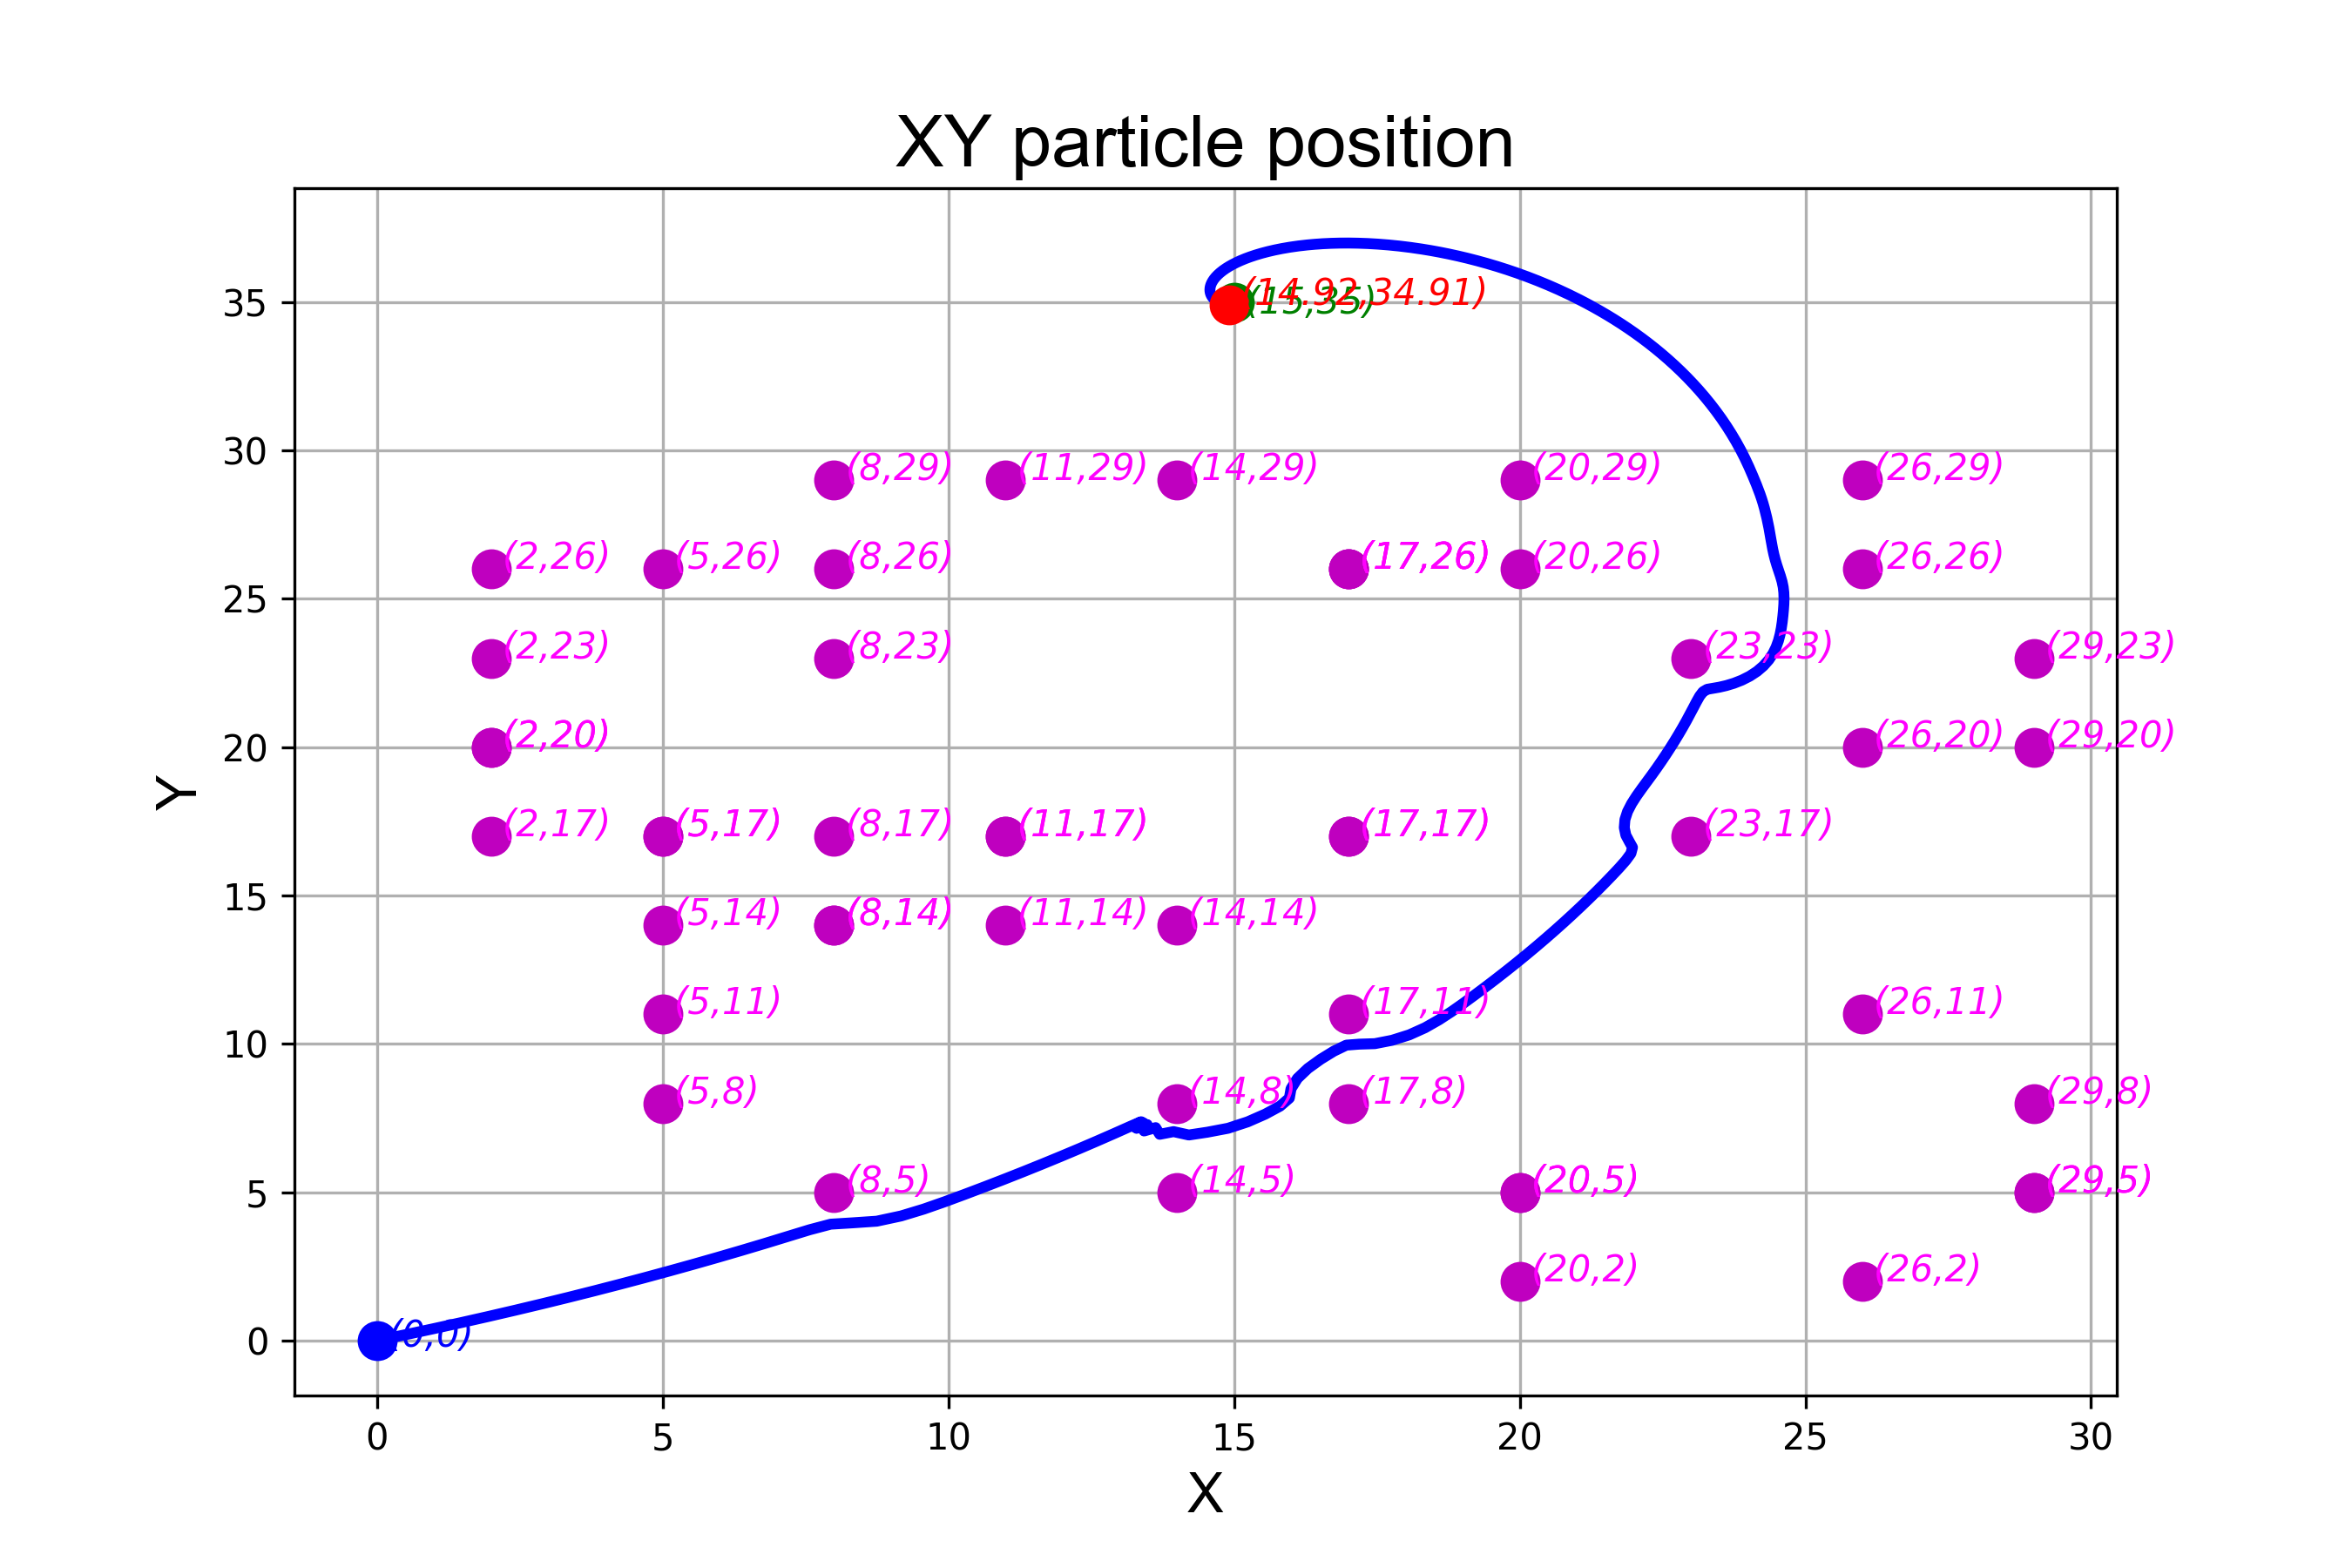 XY particle position
35
(14.92,34.91)
(15,35)
30
(8,29) (11,29) (14,29) (20,29) (26,29)
(2,26) (5,26) (8,26) (17,26) (20,26) (26,26)
25
(2,23) (8,23) (23,23) (29,23)
20
(2,20) (26,20) (29,20)
(2,17) (5,17) (8,17) (11,17) (17,17) (23,17)
Y
15
(5,14) (8,14) (11,14) (14,14)
(5,11) (17,11) (26,11)
10
(5,8) (14,8) (17,8) (29,8)
5
(8,5) (14,5) (20,5) (29,5)
(20,2) (26,2)
0
(0,0)
0 5 10 15 20 25 30
X